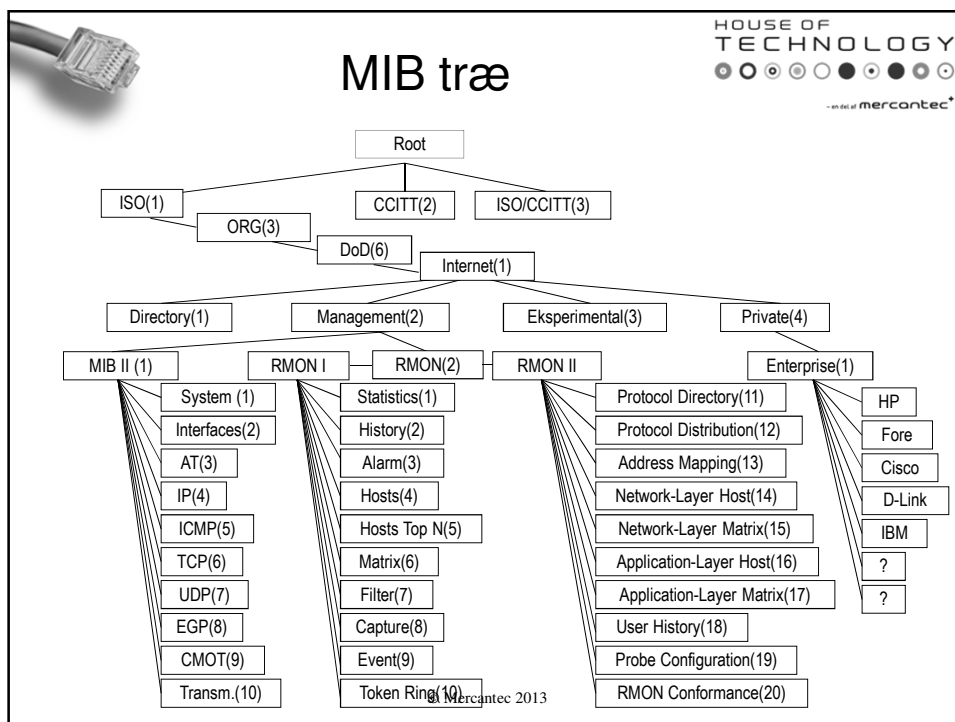 HOUSE OF
TECHNOLOGY
- en del af mercantec+
MIB træ
Root
ISO(1)
CCITT(2)
ISO/CCITT(3)
ORG(3)
DoD(6)
Internet(1)
Directory(1)
Management(2)
Eksperimental(3)
Private(4)
MIB II (1)
RMON I
RMON(2)
RMON II
Enterprise(1)
System (1)
Interfaces(2)
AT(3)
IP(4)
ICMP(5)
TCP(6)
UDP(7)
EGP(8)
CMOT(9)
Transm.(10)
Statistics(1)
History(2)
Alarm(3)
Hosts(4)
Hosts Top N(5)
Matrix(6)
Filter(7)
Capture(8)
Event(9)
Token Ring(10)
Protocol Directory(11)
Protocol Distribution(12)
Address Mapping(13)
Network-Layer Host(14)
Network-Layer Matrix(15)
Application-Layer Host(16)
Application-Layer Matrix(17)
User History(18)
Probe Configuration(19)
RMON Conformance(20)
HP
Fore
Cisco
D-Link
IBM
?
?
© Mercantec 2013